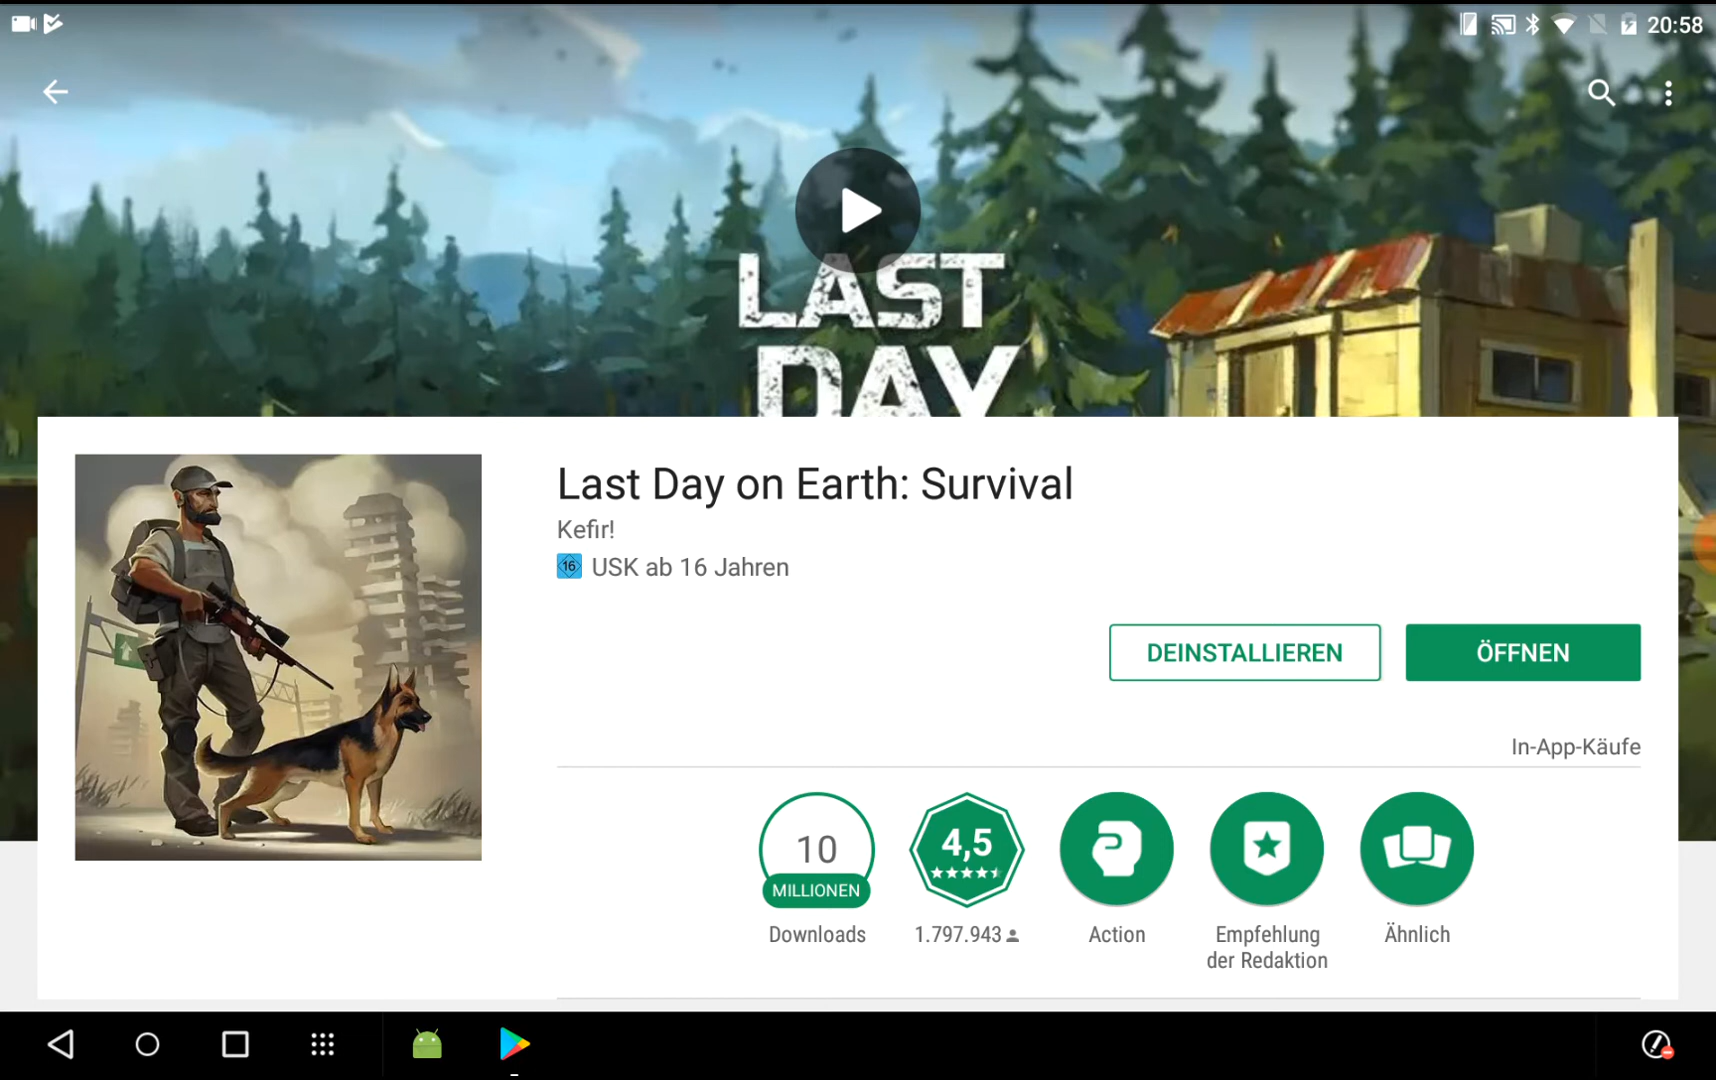 20:58
LAST
DAY
Last Day on Earth: Survival
Kefir!
16 USK ab 16 Jahren
DEINSTALLIEREN
ÖFFNEN
In-App-Käufe
10
MILLIONEN
Downloads
4,5
1.797.943
Action
Empfehlung
der Redaktion
Ähnlich